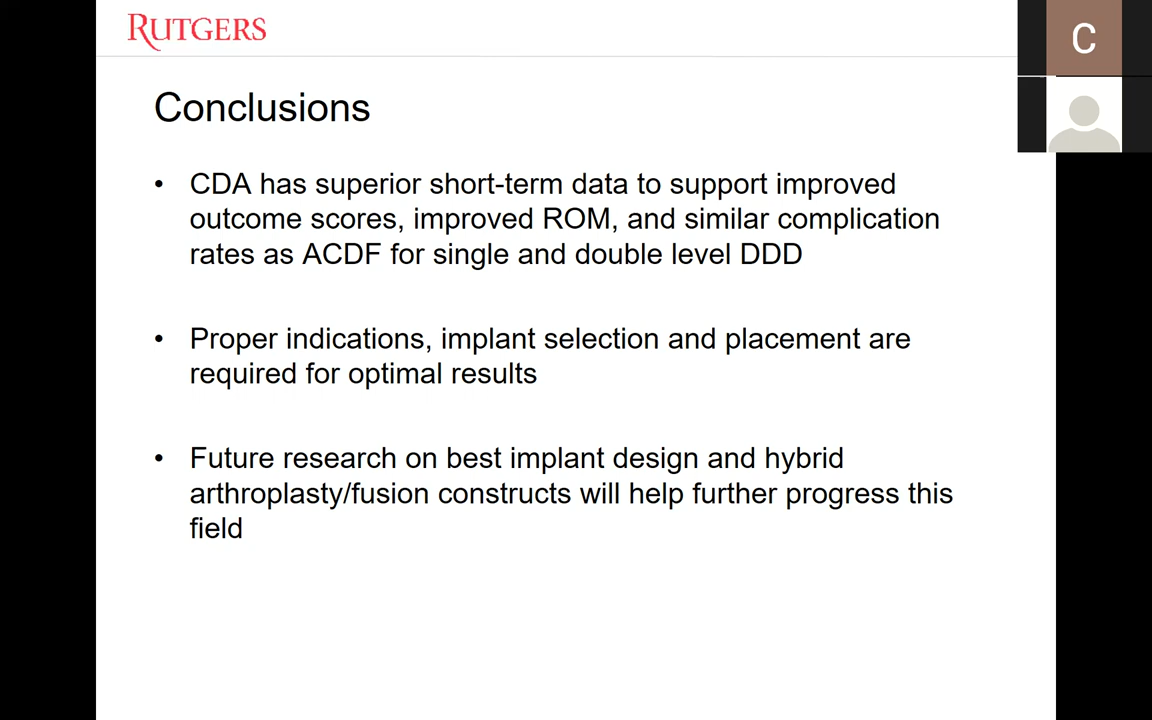 RUTGERS
C
Conclusions
• CDA has superior short-term data to support improved
outcome scores, improved ROM, and similar complication
rates as ACDF for single and double level DDD
• Proper indications, implant selection and placement are
required for optimal results
• Future research on best implant design and hybrid
arthroplasty/fusion constructs will help further progress this
field